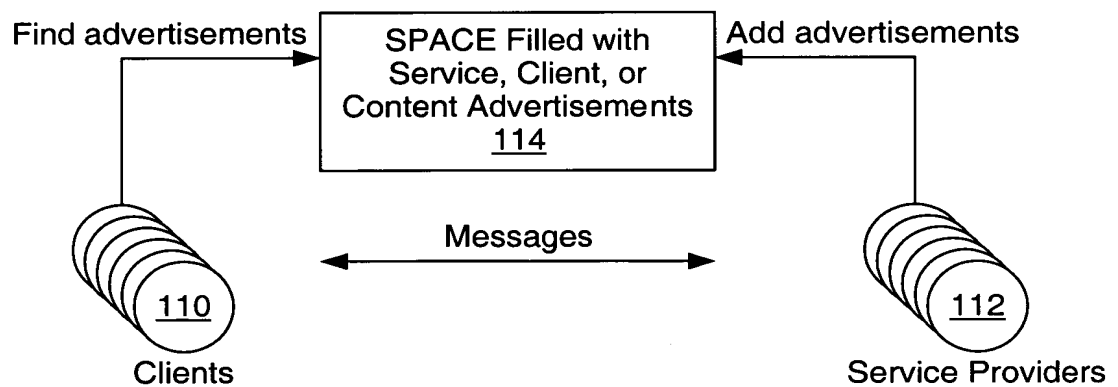 Find advertisements
SPACE Filled with
Service, Client, or
Content Advertisements
114
Add advertisements
Messages
110
Clients
112
Service Providers